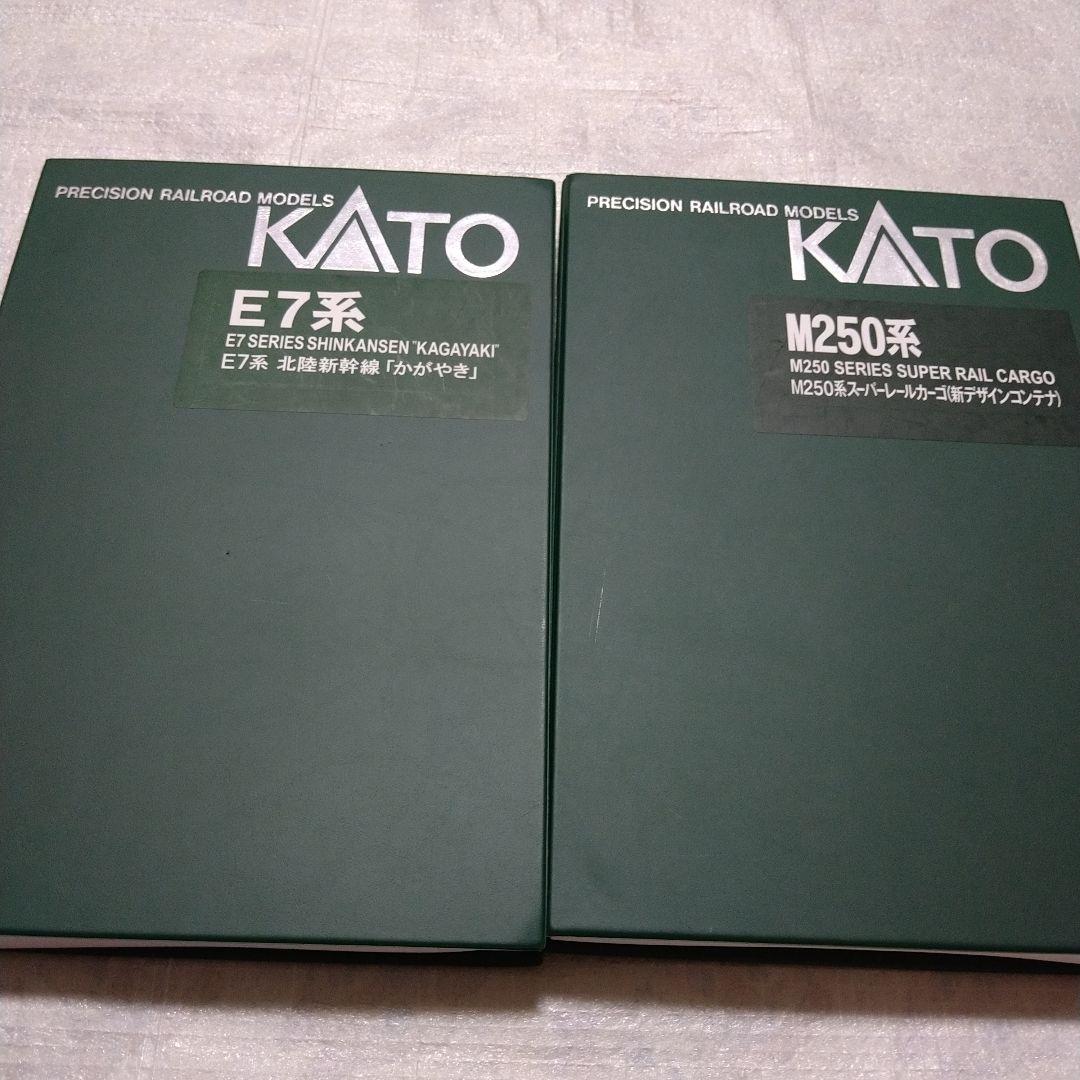 PRECISION RAILROAD MODELS
KATO
E7系
E7 SERIES SHINKANSEN "KAGAYAKI"
E7系 北陸新幹線「かがやき」
PRECISION RAILROAD MODELS
KATO
M250系
M250 SERIES SUPER RAIL CARGO
M250系スーパーレールカーゴ(新デザインコンテナ)